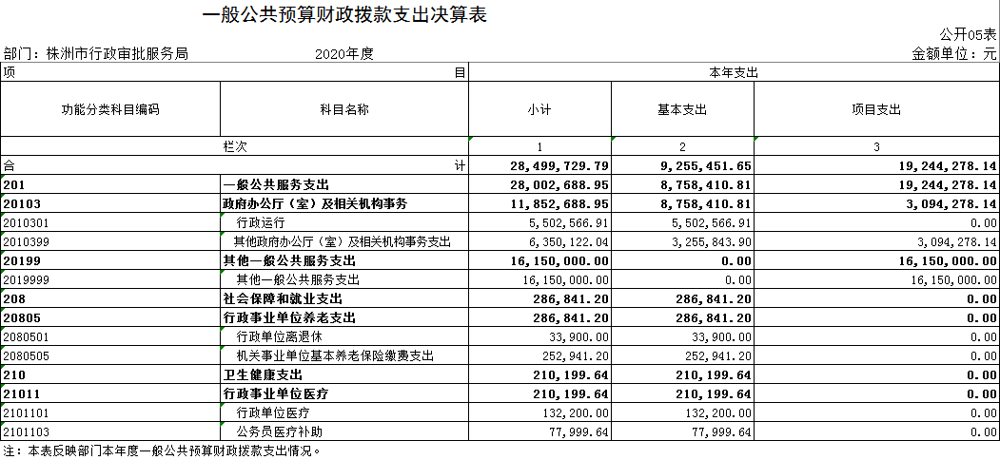 一般公共预算财政拨款支出决算表
公开05表
部门：株洲市行政审批服务局 2020年度 金额单位：元
项 目 本年支出
功能分类科目编码 科目名称 小计 基本支出 项目支出
栏次 1 2 3
合 计 28,499,729.79 9,255,451.65 19,244,278.14
201 一般公共服务支出 28,002,688.95 8,758,410.81 19,244,278.14
20103 政府办公厅（室）及相关机构事务 11,852,688.95 8,758,410.81 3,094,278.14
2010301 行政运行 5,502,566.91 5,502,566.91 0.00
2010399 其他政府办公厅（室）及相关机构事务支出 6,350,122.04 3,255,843.90 3,094,278.14
20199 其他一般公共服务支出 16,150,000.00 0.00 16,150,000.00
2019999 其他一般公共服务支出 16,150,000.00 0.00 16,150,000.00
208 社会保障和就业支出 286,841.20 286,841.20 0.00
20805 行政事业单位养老支出 286,841.20 286,841.20 0.00
2080501 行政单位离退休 33,900.00 33,900.00 0.00
2080505 机关事业单位基本养老保险缴费支出 252,941.20 252,941.20 0.00
210 卫生健康支出 210,199.64 210,199.64 0.00
21011 行政事业单位医疗 210,199.64 210,199.64 0.00
2101101 行政单位医疗 132,200.00 132,200.00 0.00
2101103 公务员医疗补助 77,999.64 77,999.64 0.00
注：本表反映部门本年度一般公共预算财政拨款支出情况。